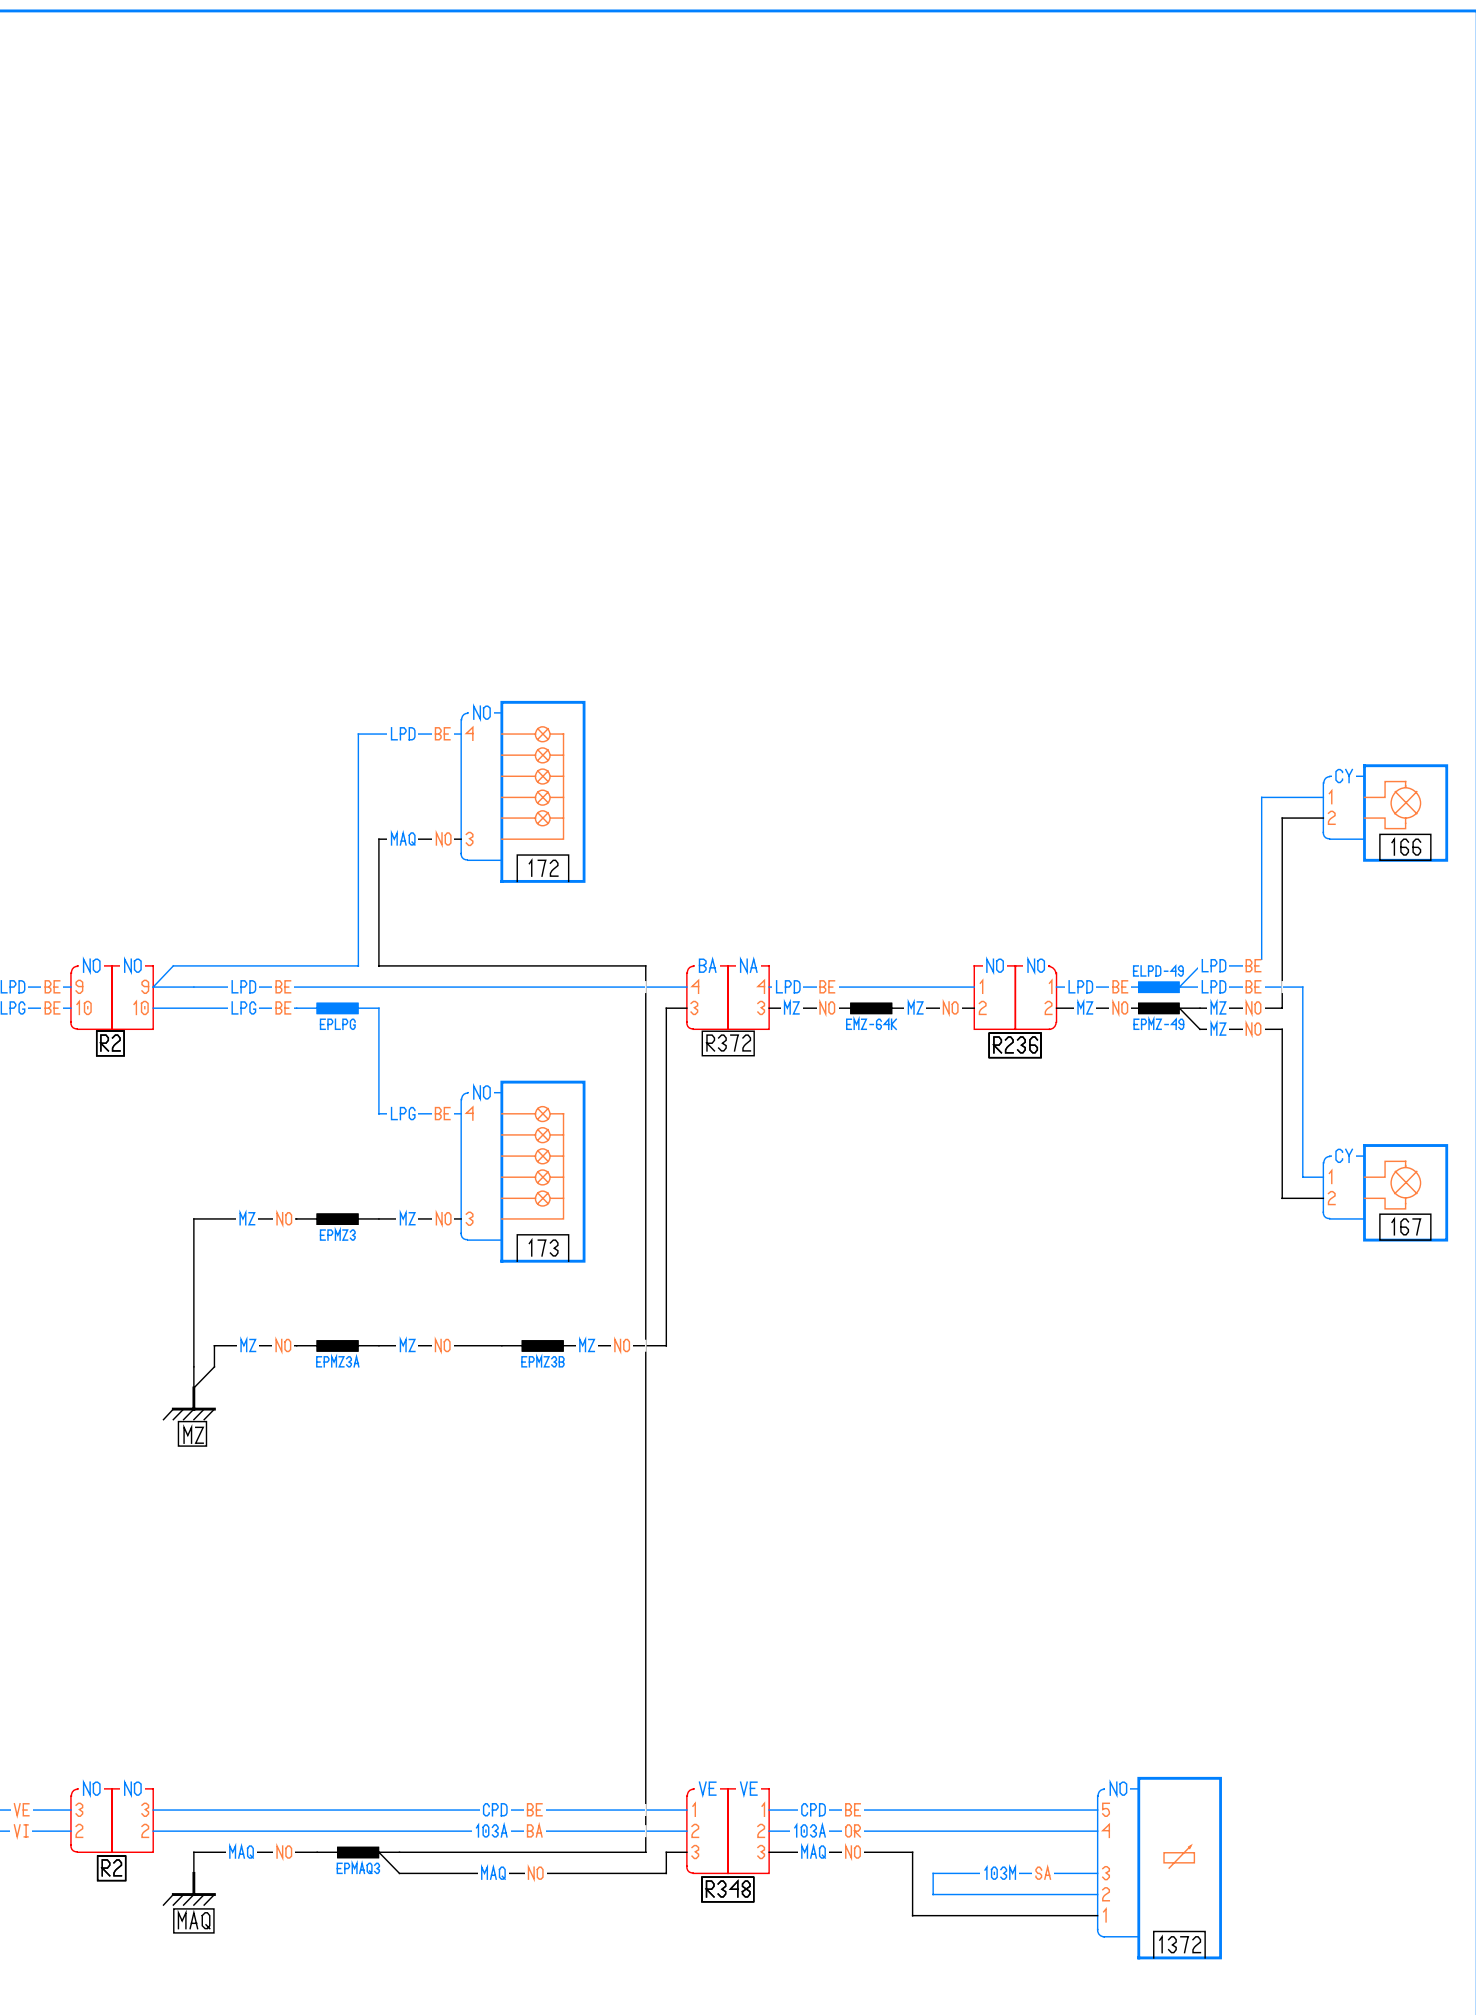 NO
LPD BE 4
MAQ NO 3
172
CY
1
2
166
NO NO
LPD BE 9 9 LPD BE
LPG BE 10 10 LPG BE
EPLPG
R2
BA NA
4 4 LPD BE
3 3 MZ NO MZ NO
EMZ-64K
R372
NO NO
1 1 LPD BE
2 2 MZ NO
R236
ELPD-49
LPD BE
LPD BE
MZ NO
MZ NO
EPMZ-49
NO
LPG BE 4
MZ NO MZ NO 3
EPMZ3
173
CY
1
2
167
MZ NO MZ NO MZ NO
EPMZ3A EPMZ3B
MZ
NO NO
VE 3 3 CPD BE
VI 2 2 103A BA
R2
MAQ NO
EPMAQ3
MAQ NO
MAQ
VE VE
1 1 CPD BE
2 2 103A OR
3 3 MAQ NO
R348
NO
5
4
103M SA 3
2
1
1372